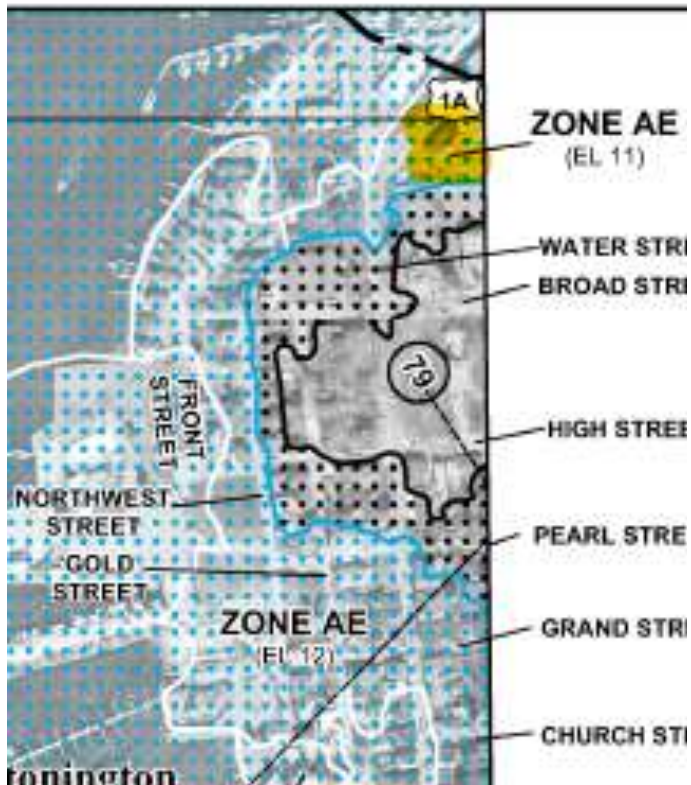 1A
ZONE AE
(EL 11)
WATER STRE
BROAD STRE
79
FRONT
STREET
HIGH STREE
NORTHWEST
STREET
PEARL STRE
GOLD
STREET
ZONE AE
(EL 12)
GRAND STRE
CHURCH STR
tonington